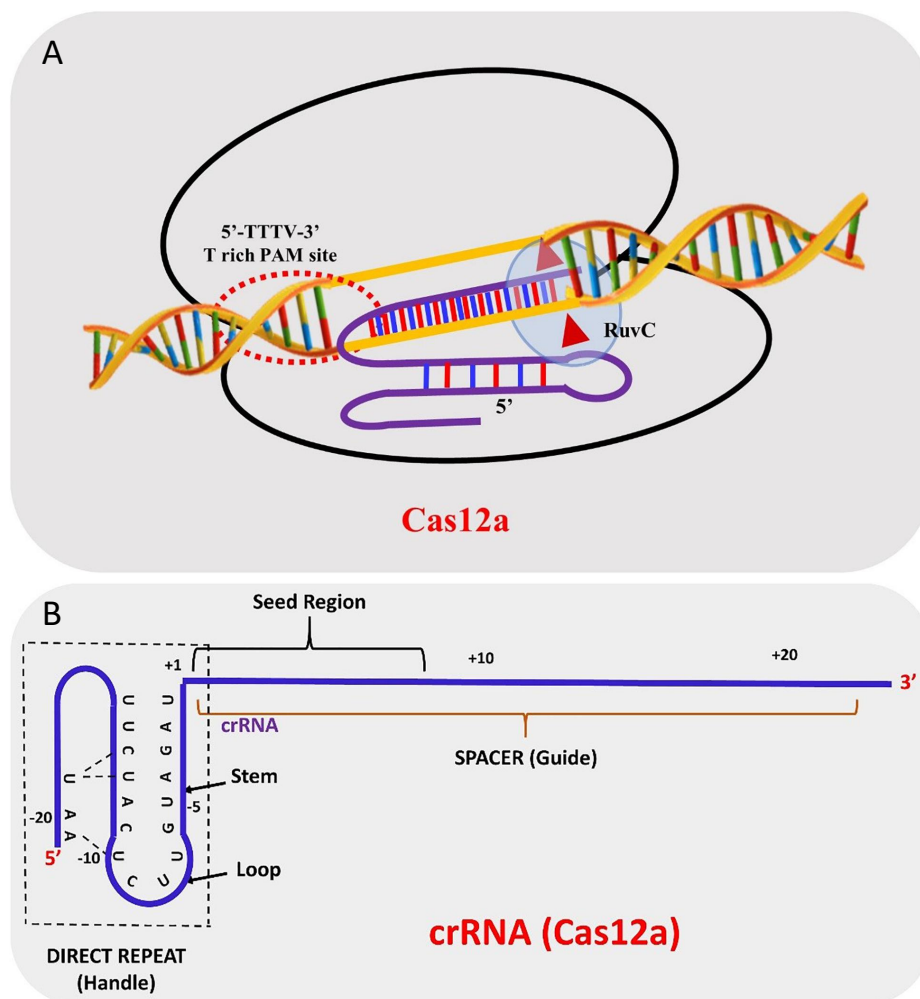 A
5’-TTTV-3’
T rich PAM site
RuvC
5’
Cas12a
B
Seed Region
+1
+10
+20
3’
crRNA
SPACER (Guide)
Stem
U U C U A C
U A G A U G
U
A
A
-20
-5
5’
-10
U C U U
Loop
DIRECT REPEAT
(Handle)
crRNA (Cas12a)